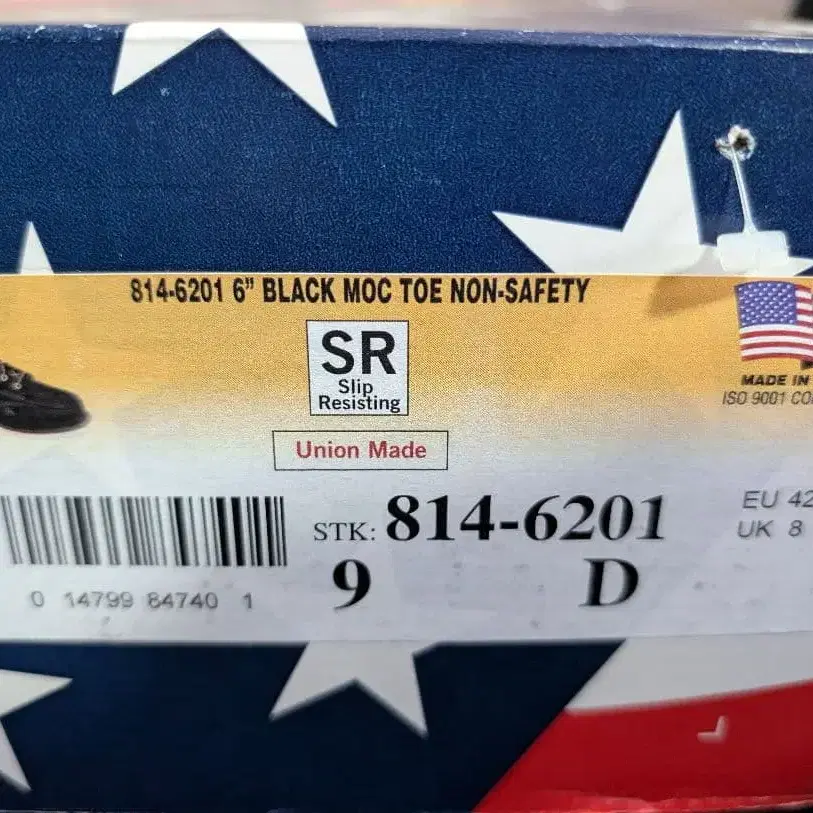 814-6201 6" BLACK MOC TOE NON-SAFETY
SR
Slip
Resisting
MADE IN
ISO 9001
Union Made
STK: 814-6201
EU 42
UK 8
9 D
0 14799 84740 1